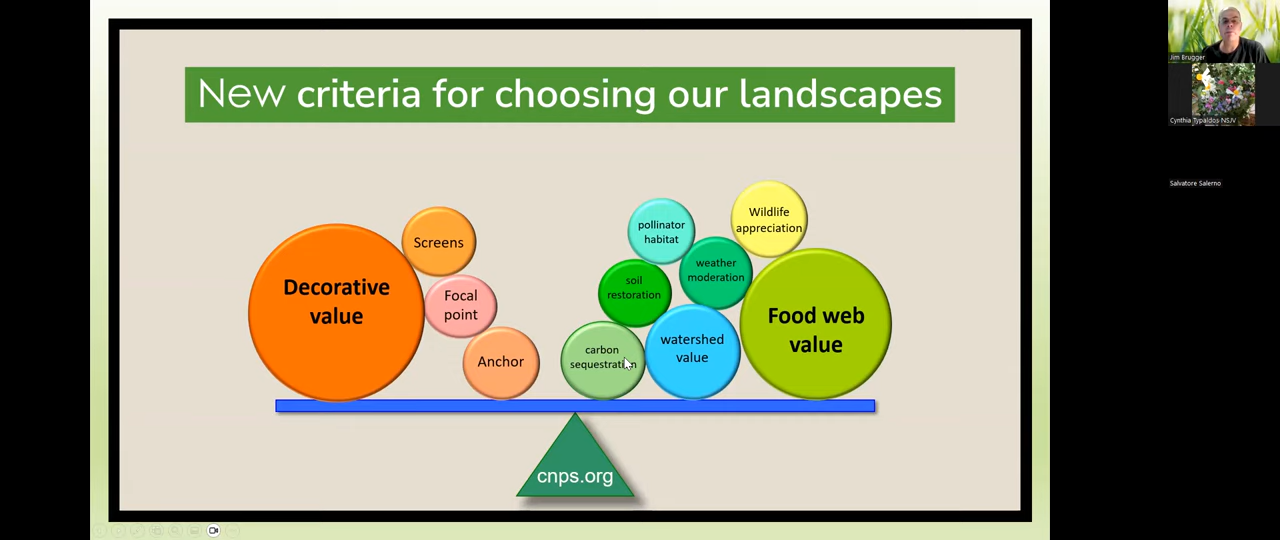 New criteria for choosing our landscapes
Decorative
value
Screens
Focal
point
Anchor
pollinator
habitat
Wildlife
appreciation
weather
moderation
soil
restoration
carbon
sequestration
watershed
value
Food web
value
cnps.org
Jim Brugger
Cynthia Typaldos NSJV
Salvatore Salerno